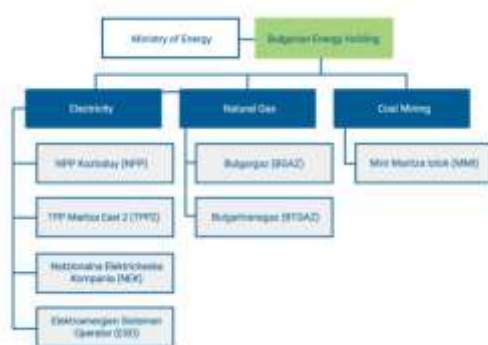 Ministry of Energy
Bulgarian Energy Holding
Electricity
Natural Gas
Coal Mining
NPP Kozloduy (NPP)
Bulgargaz (BGAZ)
Mini Maritza Iztok (MMI)
TPP Maritza East 2 (TPP2)
Bulgartransgaz (BTGAZ)
Natsionalna Elektricheska
Kompania (NEK)
Elektroenergien Sistemen
Operator (ESO)